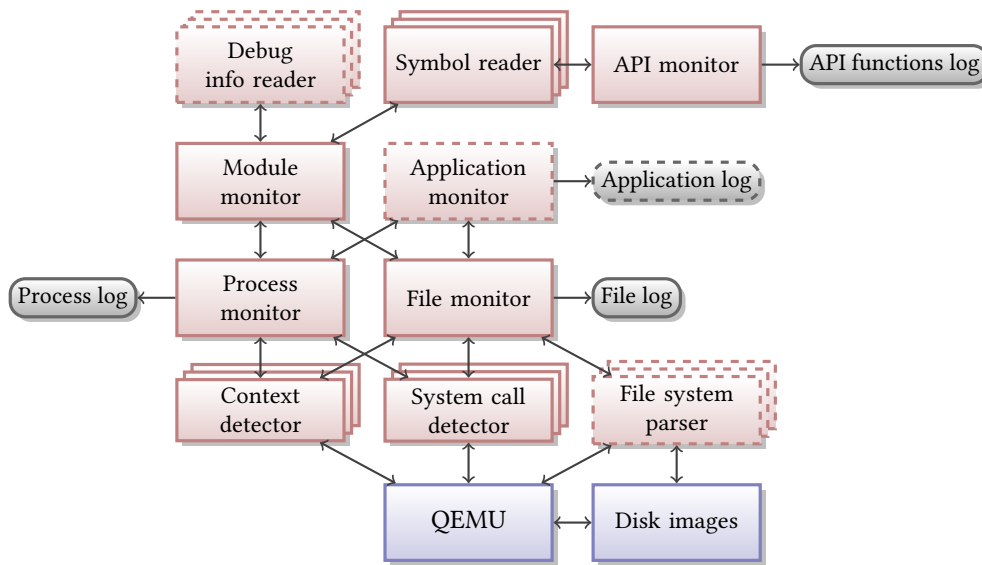 Debug
info reader
Symbol reader
API monitor
API functions log
Module
monitor
Application
monitor
Application log
Process log
Process
monitor
File monitor
File log
Context
detector
System call
detector
File system
parser
QEMU
Disk images